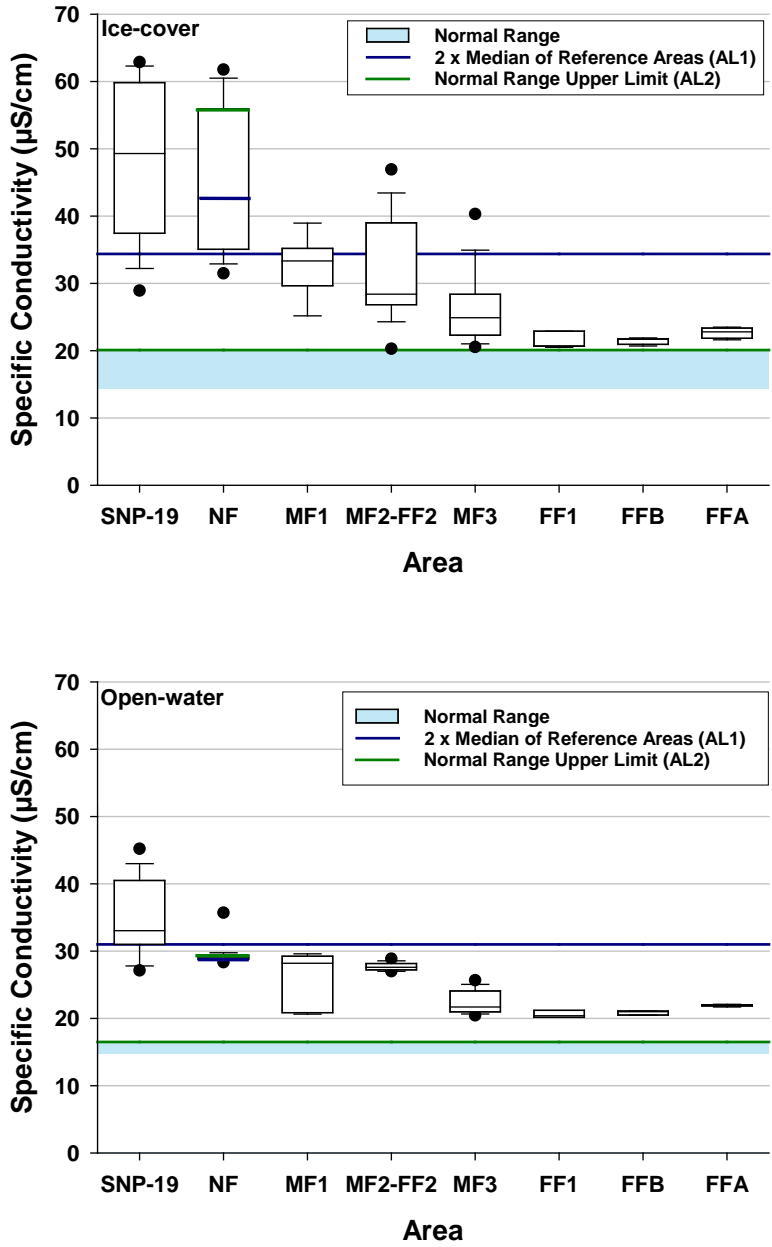 Ice-cover
Normal Range
2 x Median of Reference Areas (AL1)
Normal Range Upper Limit (AL2)
Specific Conductivity (µS/cm)
70
60
50
40
30
20
10
0
SNP-19 NF MF1 MF2-FF2 MF3 FF1 FFB FFA
Area
Open-water
Normal Range
2 x Median of Reference Areas (AL1)
Normal Range Upper Limit (AL2)
Specific Conductivity (µS/cm)
70
60
50
40
30
20
10
0
SNP-19 NF MF1 MF2-FF2 MF3 FF1 FFB FFA
Area